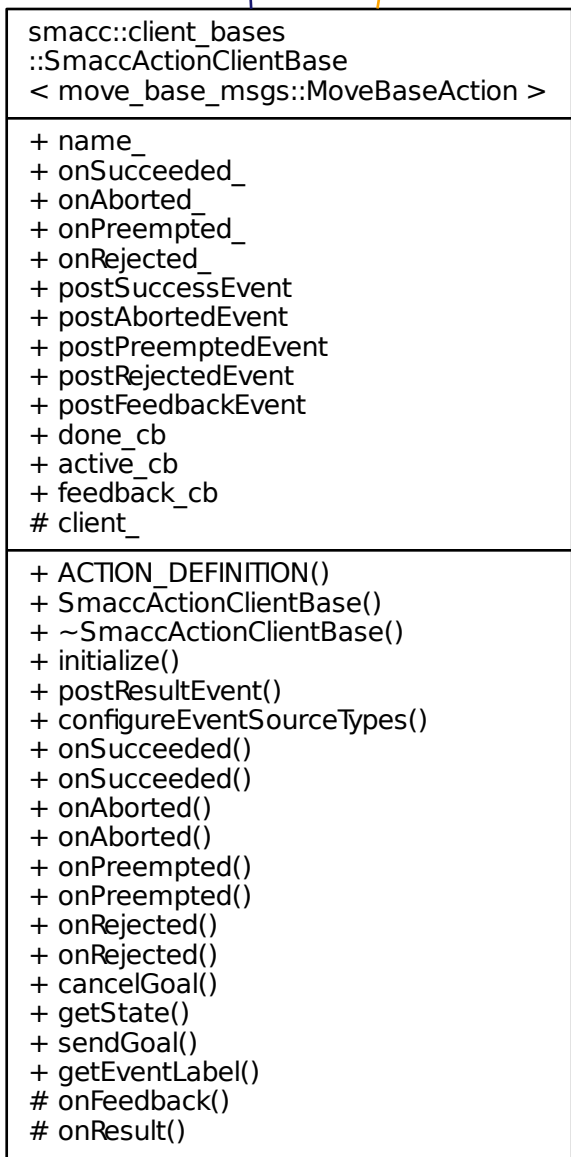 smacc::client_bases
::SmaccActionClientBase
< move_base_msgs::MoveBaseAction >
+ name_
+ onSucceeded_
+ onAborted_
+ onPreempted_
+ onRejected_
+ postSuccessEvent
+ postAbortedEvent
+ postPreemptedEvent
+ postRejectedEvent
+ postFeedbackEvent
+ done_cb
+ active_cb
+ feedback_cb
# client_
+ ACTION_DEFINITION()
+ SmaccActionClientBase()
+ ~SmaccActionClientBase()
+ initialize()
+ postResultEvent()
+ configureEventSourceTypes()
+ onSucceeded()
+ onSucceeded()
+ onAborted()
+ onAborted()
+ onPreempted()
+ onPreempted()
+ onRejected()
+ onRejected()
+ cancelGoal()
+ getState()
+ sendGoal()
+ getEventLabel()
# onFeedback()
# onResult()